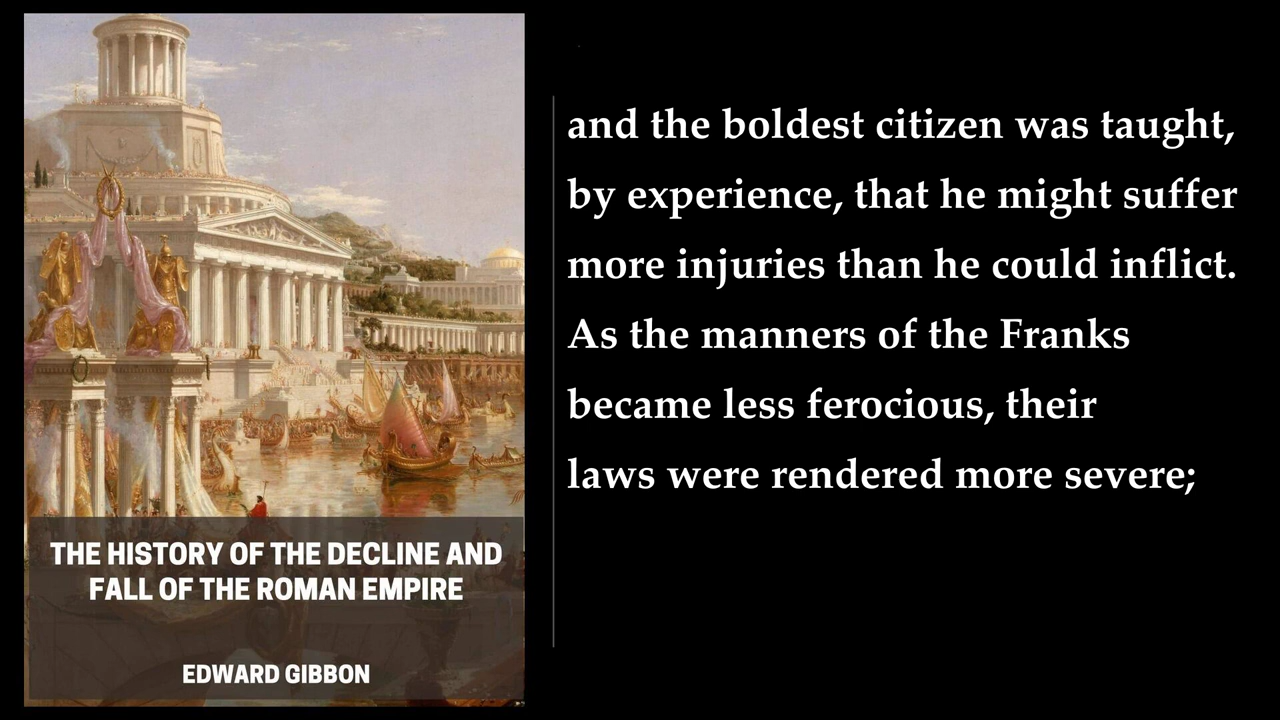 and the boldest citizen was taught,
by experience, that he might suffer
more injuries than he could inflict.
As the manners of the Franks
became less ferocious, their
laws were rendered more severe;
THE HISTORY OF THE DECLINE AND
FALL OF THE ROMAN EMPIRE
EDWARD GIBBON